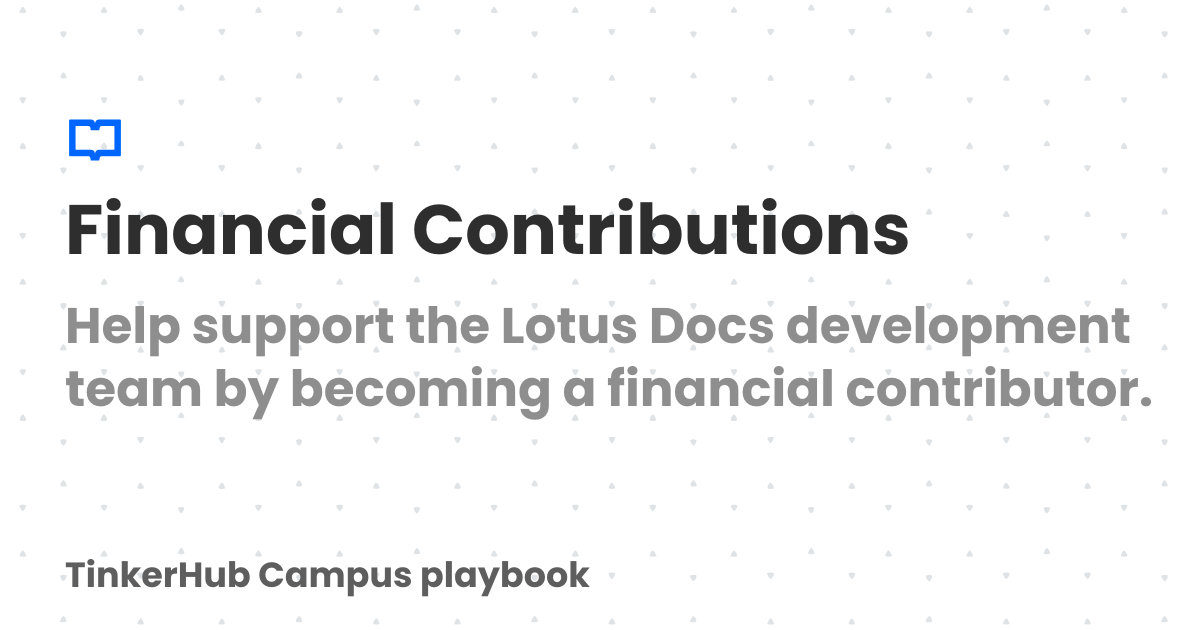 Financial Contributions
Help support the Lotus Docs development
team by becoming a financial contributor.
TinkerHub Campus playbook